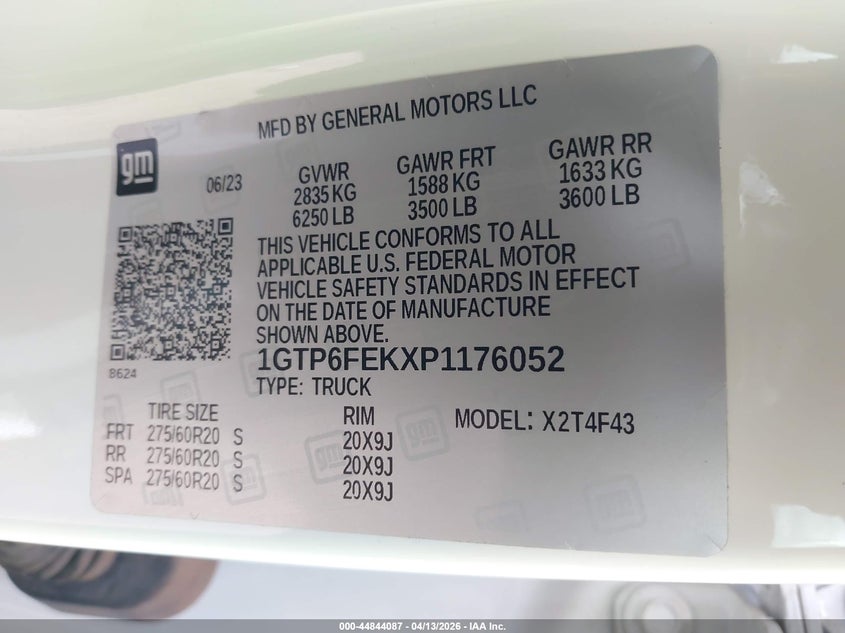 MFD BY GENERAL MOTORS LLC
gm
06/23
GVWR GAWR FRT GAWR RR
2835 KG 1588 KG 1633 KG
6250 LB 3500 LB 3600 LB
THIS VEHICLE CONFORMS TO ALL
APPLICABLE U.S. FEDERAL MOTOR
VEHICLE SAFETY STANDARDS IN EFFECT
ON THE DATE OF MANUFACTURE
SHOWN ABOVE.
8624
1GTP6FEKXP1176052
TYPE: TRUCK
TIRE SIZE RIM MODEL: X2T4F43
FRT 275/60R20 S 20X9J
RR 275/60R20 S 20X9J
SPA 275/60R20 S 20X9J
000-44844087 - 04/13/2026 - IAA Inc.